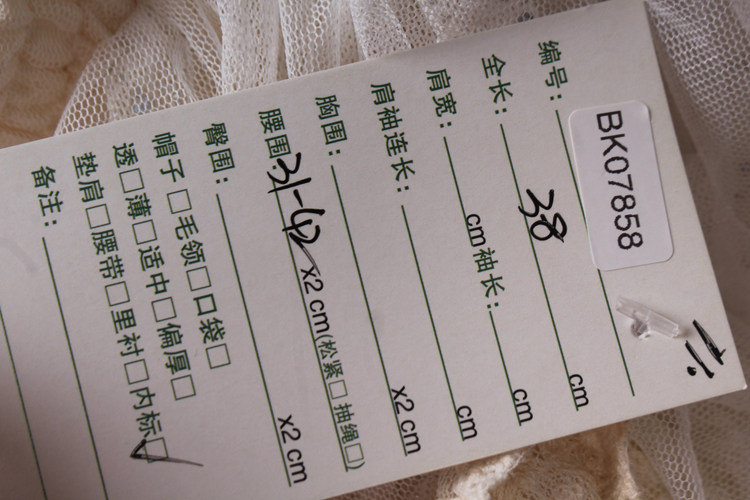 编号： BK07858
全长： 38 cm
肩宽： cm 袖长： cm
肩袖连长： cm
胸围： x2 cm
腰围： 31-42 x2 cm (松紧□ 抽绳□)
臀围： x2 cm
帽子□ 毛领□ 口袋□
透□ 薄□ 适中□ 偏厚□
垫肩□ 腰带□ 里衬□ 内标☑
备注：